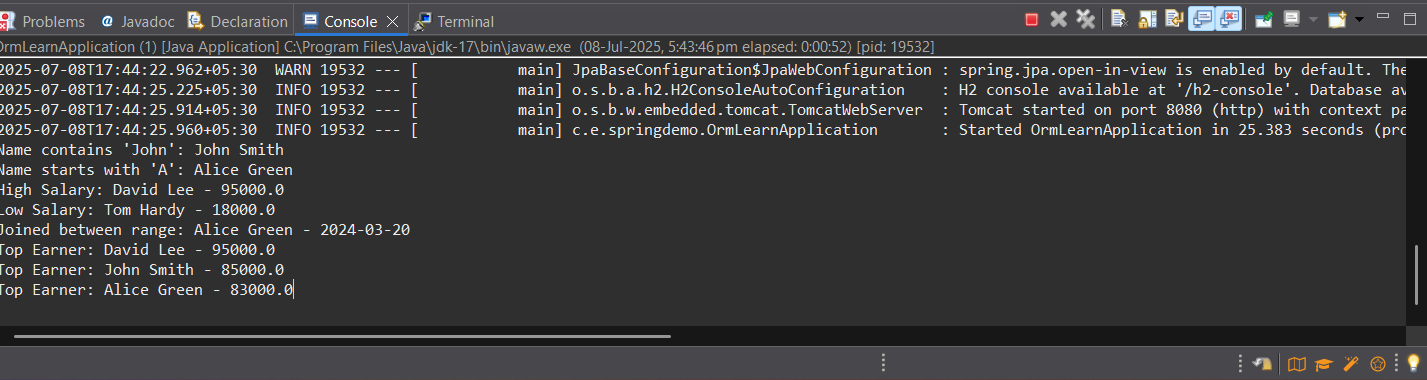 Problems Javadoc Declaration Console Terminal
OrmLearnApplication (1) [Java Application] C:\Program Files\Java\jdk-17\bin\javaw.exe (08-Jul-2025, 5:43:46 pm elapsed: 0:00:52) [pid: 19532]
2025-07-08T17:44:22.962+05:30  WARN 19532 --- [           main] JpaBaseConfiguration$JpaWebConfiguration : spring.jpa.open-in-view is enabled by default. The
2025-07-08T17:44:25.225+05:30  INFO 19532 --- [           main] o.s.b.a.h2.H2ConsoleAutoConfiguration    : H2 console available at '/h2-console'. Database av
2025-07-08T17:44:25.914+05:30  INFO 19532 --- [           main] o.s.b.w.embedded.tomcat.TomcatWebServer  : Tomcat started on port 8080 (http) with context pa
2025-07-08T17:44:25.960+05:30  INFO 19532 --- [           main] c.e.springdemo.OrmLearnApplication       : Started OrmLearnApplication in 25.383 seconds (pro
Name contains 'John': John Smith
Name starts with 'A': Alice Green
High Salary: David Lee - 95000.0
Low Salary: Tom Hardy - 18000.0
Joined between range: Alice Green - 2024-03-20
Top Earner: David Lee - 95000.0
Top Earner: John Smith - 85000.0
Top Earner: Alice Green - 83000.0